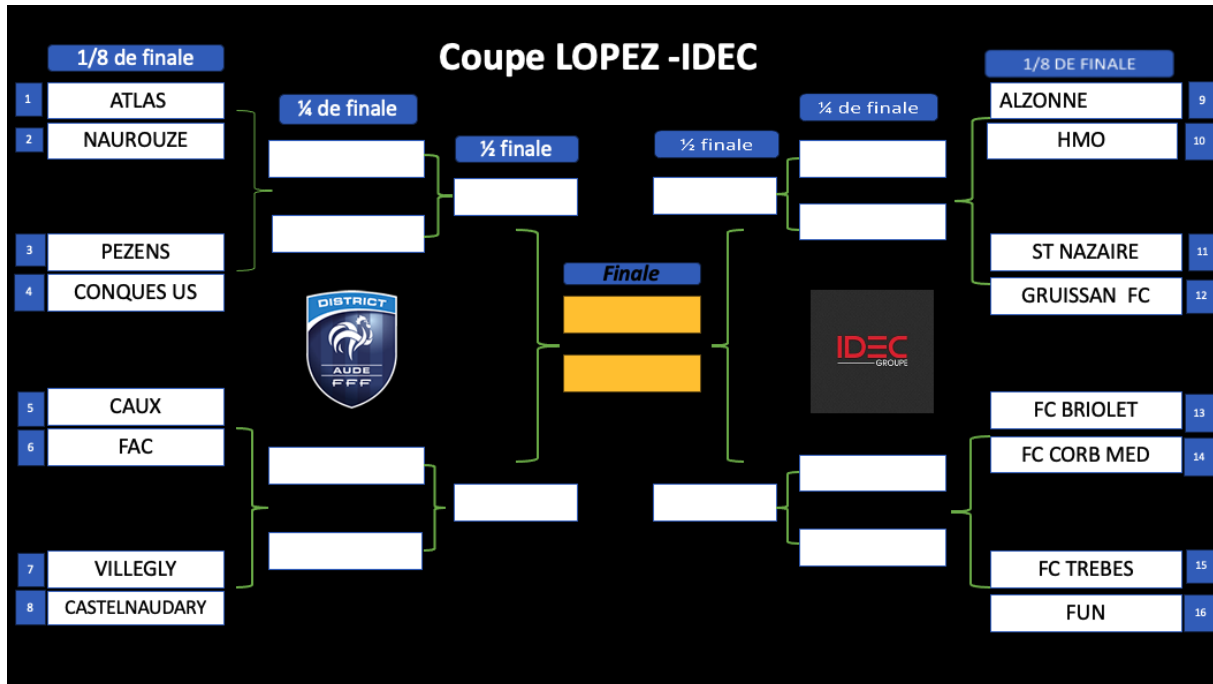 Coupe LOPEZ -IDEC
1/8 de finale
1 ATLAS
2 NAUROUZE
3 PEZENS
4 CONQUES US
5 CAUX
6 FAC
7 VILLEGLY
8 CASTELNAUDARY
¼ de finale
½ finale
Finale
½ finale
¼ de finale
1/8 DE FINALE
ALZONNE 9
HMO 10
ST NAZAIRE 11
GRUISSAN FC 12
FC BRIOLET 13
FC CORB MED 14
FC TREBES 15
FUN 16
DISTRICT
AUDE
FFF
IDEC
GROUPE